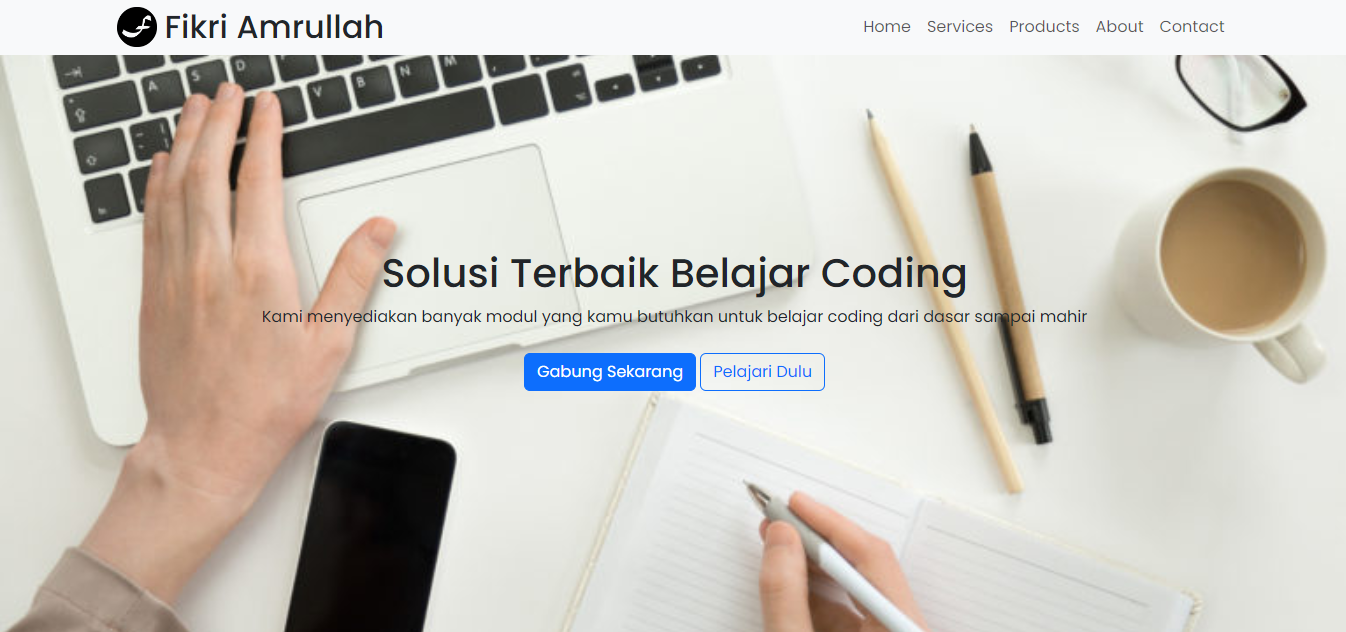 Fikri Amrullah
Home Services Products About Contact
A S D
V B N M
Solusi Terbaik Belajar Coding
Kami menyediakan banyak modul yang kamu butuhkan untuk belajar coding dari dasar sampai mahir
Gabung Sekarang Pelajari Dulu